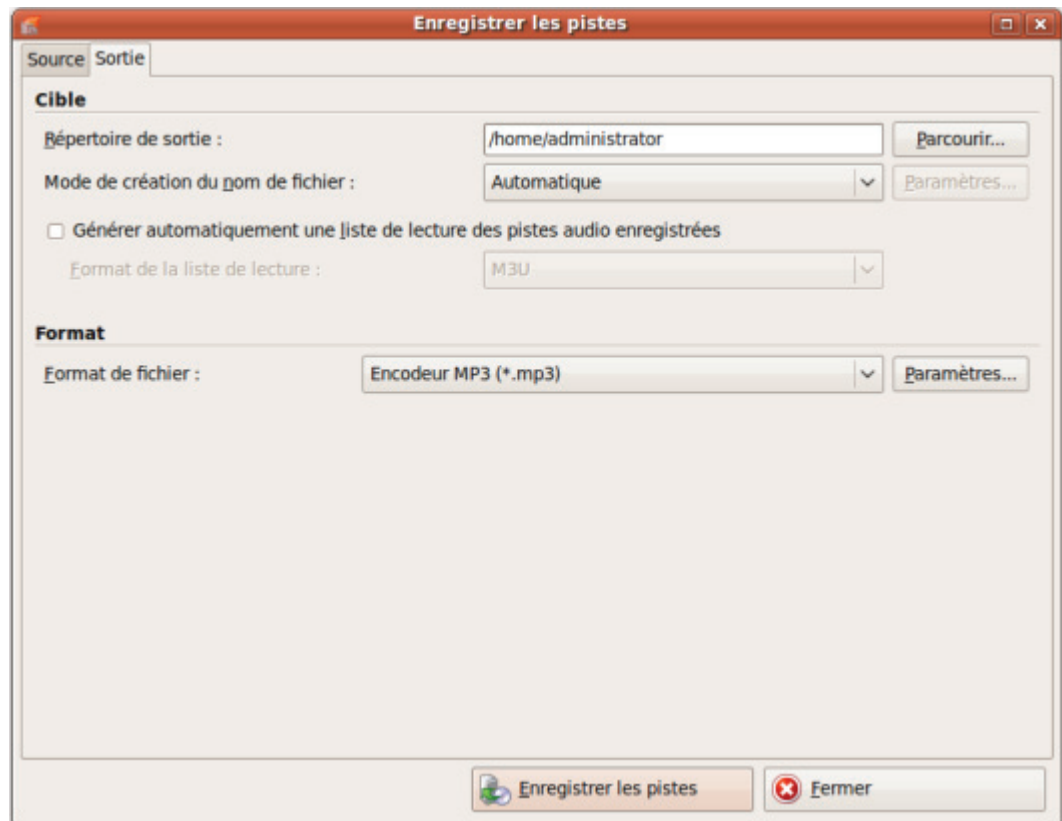 Enregistrer les pistes
Source Sortie
Cible
Répertoire de sortie : /home/administrator Parcourir...
Mode de création du nom de fichier : Automatique Paramètres...
Générer automatiquement une liste de lecture des pistes audio enregistrées
Format de la liste de lecture : M3U
Format
Format de fichier : Encodeur MP3 (*.mp3) Paramètres...
Enregistrer les pistes Fermer